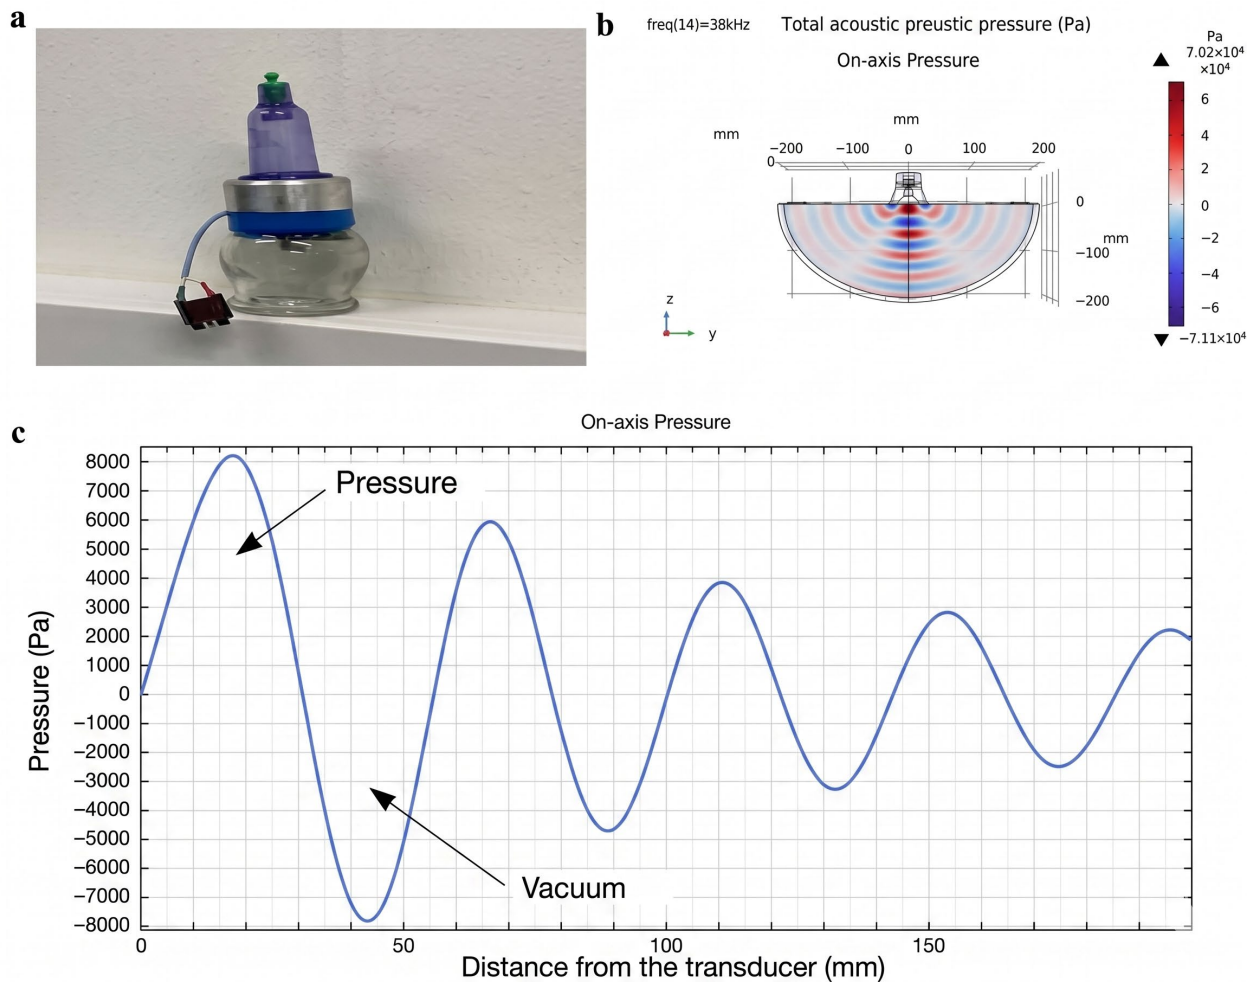 a
b
freq(14)=38kHz
Total acoustic preustic pressure (Pa)
On-axis Pressure
mm
mm
−200 −100 0 100 200
0
0
mm
−100
−200
z
y
Pa
7.02×10⁴
×10⁴
6
4
2
0
−2
−4
−6
−7.11×10⁴
c
On-axis Pressure
8000
7000
6000
5000
4000
3000
2000
1000
0
−1000
−2000
−3000
−4000
−5000
−6000
−7000
−8000
Pressure (Pa)
Pressure
Vacuum
0 50 100 150
Distance from the transducer (mm)